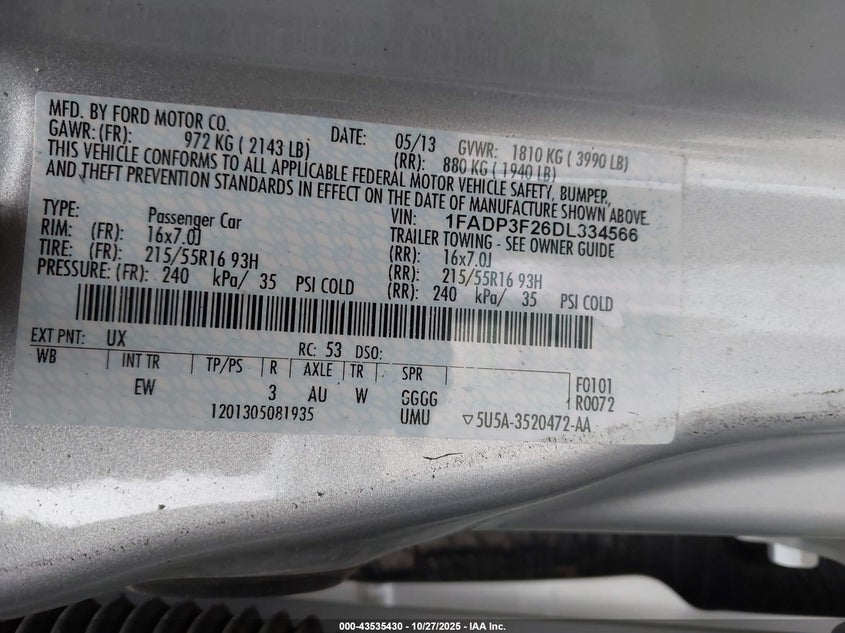 MFD. BY FORD MOTOR CO.
DATE: 05/13 GVWR: 1810 KG ( 3990 LB)
GAWR: (FR): 972 KG ( 2143 LB) (RR): 880 KG ( 1940 LB)
THIS VEHICLE CONFORMS TO ALL APPLICABLE FEDERAL MOTOR VEHICLE SAFETY, BUMPER,
AND THEFT PREVENTION STANDARDS IN EFFECT ON THE DATE OF MANUFACTURE SHOWN ABOVE.
VIN: 1FADP3F26DL334566
TYPE: Passenger Car TRAILER TOWING - SEE OWNER GUIDE
RIM: (FR): 16x7.0J (RR): 16x7.0J
TIRE: (FR): 215/55R16 93H (RR): 215/55R16 93H
PRESSURE: (FR): 240 kPa/ 35 PSI COLD (RR): 240 kPa/ 35 PSI COLD
EXT PNT: UX RC: 53 DSO:
WB INT TR TP/PS R AXLE TR SPR F0101
EW 3 AU W GGGG R0072
1201305081935 UMU ▽5U5A-3520472-AA
000-43535430 - 10/27/2025 - IAA Inc.